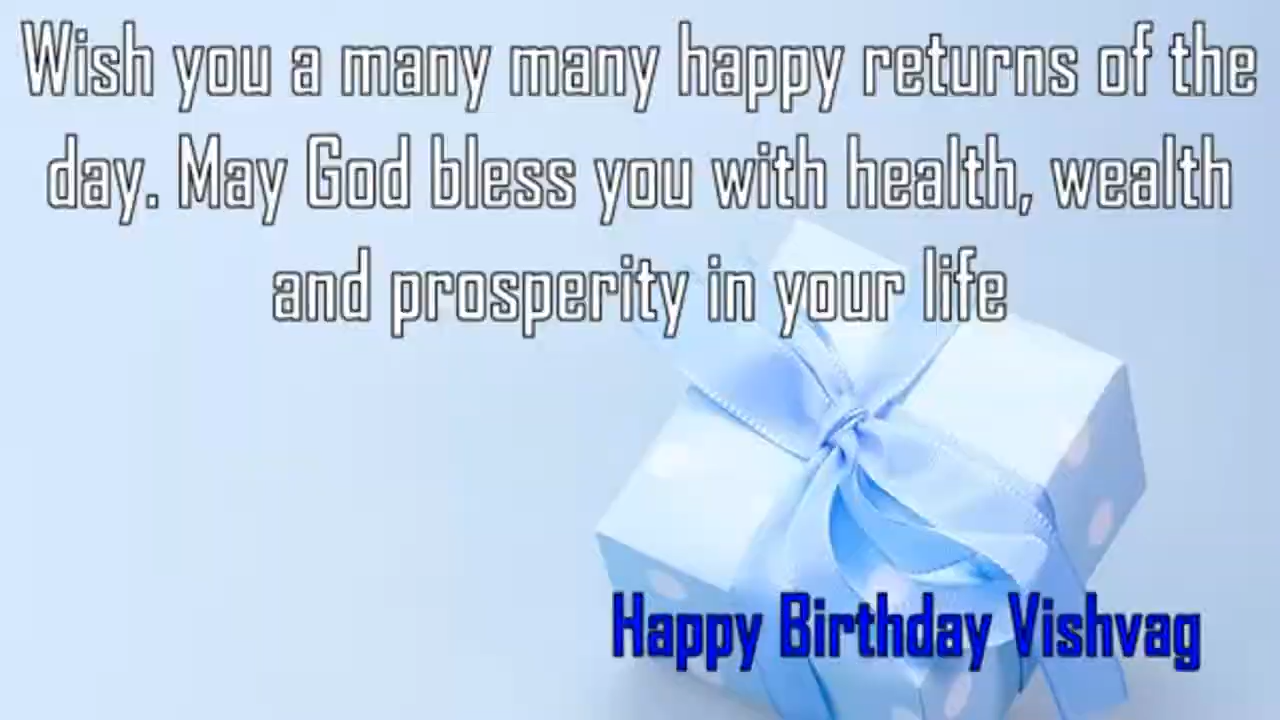 Wish you a many many happy returns of the
day. May God bless you with health, wealth
and prosperity in your life
Happy Birthday Vishvag